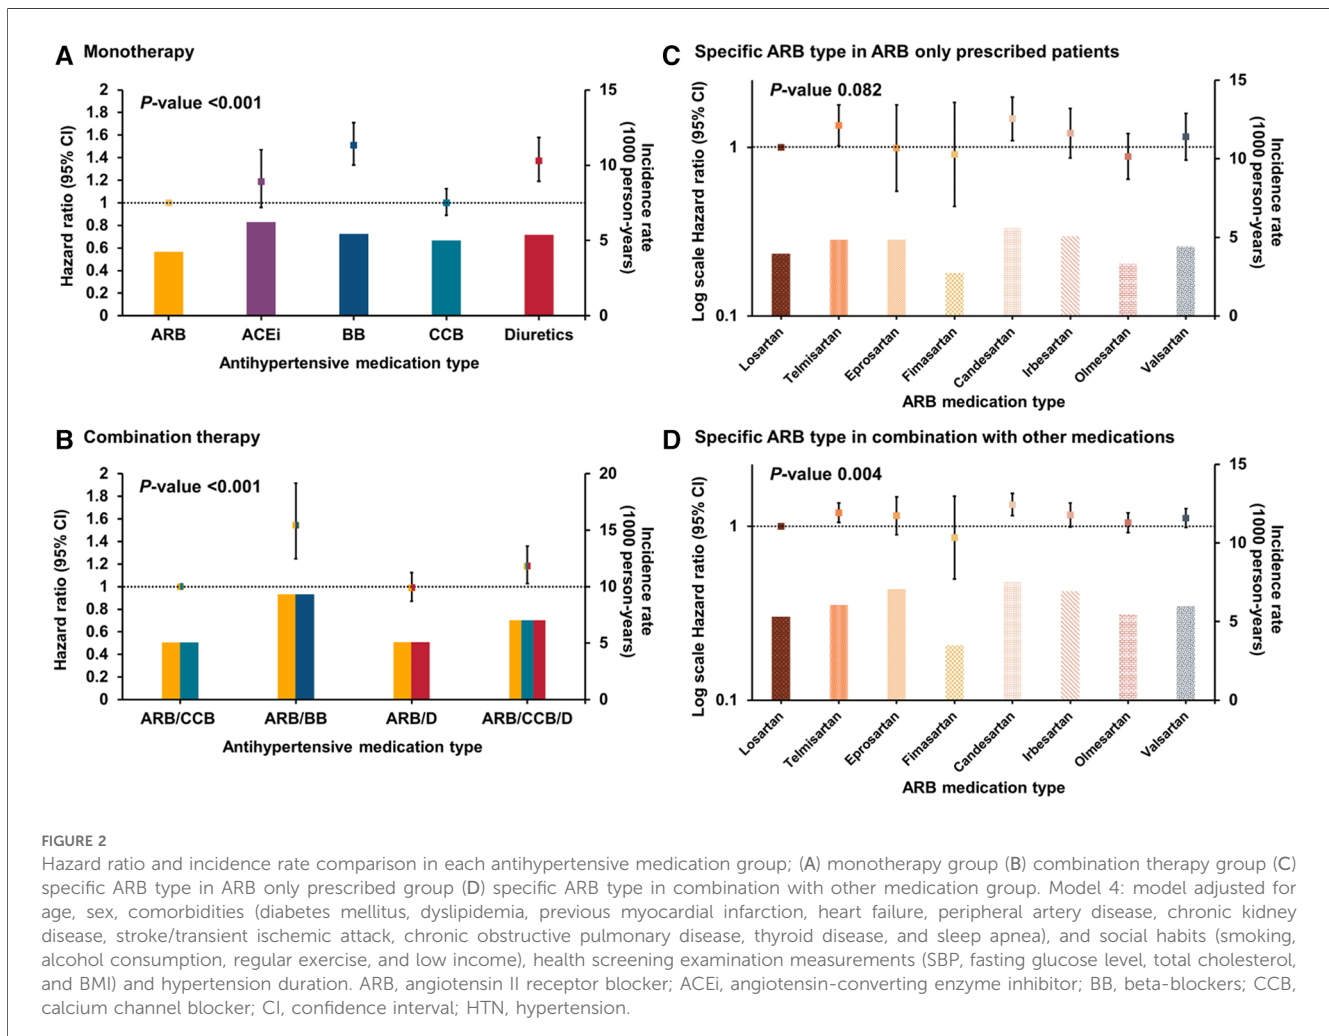 A Monotherapy
P-value <0.001
Hazard ratio (95% CI)
2
1.8
1.6
1.4
1.2
1
0.8
0.6
0.4
0.2
0
15
10
5
0
Incidence rate
(1000 person-years)
ARB ACEi BB CCB Diuretics
Antihypertensive medication type
B Combination therapy
P-value <0.001
Hazard ratio (95% CI)
2
1.8
1.6
1.4
1.2
1
0.8
0.6
0.4
0.2
0
20
15
10
5
0
Incidence rate
(1000 person-years)
ARB/CCB ARB/BB ARB/D ARB/CCB/D
Antihypertensive medication type
C Specific ARB type in ARB only prescribed patients
P-value 0.082
Log scale Hazard ratio (95% CI)
1
0.1
15
10
5
0
Incidence rate
(1000 person-years)
Losartan Telmisartan Eprosartan Fimasartan Candesartan Irbesartan Olmesartan Valsartan
ARB medication type
D Specific ARB type in combination with other medications
P-value 0.004
Log scale Hazard ratio (95% CI)
1
0.1
15
10
5
0
Incidence rate
(1000 person-years)
Losartan Telmisartan Eprosartan Fimasartan Candesartan Irbesartan Olmesartan Valsartan
ARB medication type
FIGURE 2
Hazard ratio and incidence rate comparison in each antihypertensive medication group; (A) monotherapy group (B) combination therapy group (C)
specific ARB type in ARB only prescribed group (D) specific ARB type in combination with other medication group. Model 4: model adjusted for
age, sex, comorbidities (diabetes mellitus, dyslipidemia, previous myocardial infarction, heart failure, peripheral artery disease, chronic kidney
disease, stroke/transient ischemic attack, chronic obstructive pulmonary disease, thyroid disease, and sleep apnea), and social habits (smoking,
alcohol consumption, regular exercise, and low income), health screening examination measurements (SBP, fasting glucose level, total cholesterol,
and BMI) and hypertension duration. ARB, angiotensin II receptor blocker; ACEi, angiotensin-converting enzyme inhibitor; BB, beta-blockers; CCB,
calcium channel blocker; CI, confidence interval; HTN, hypertension.